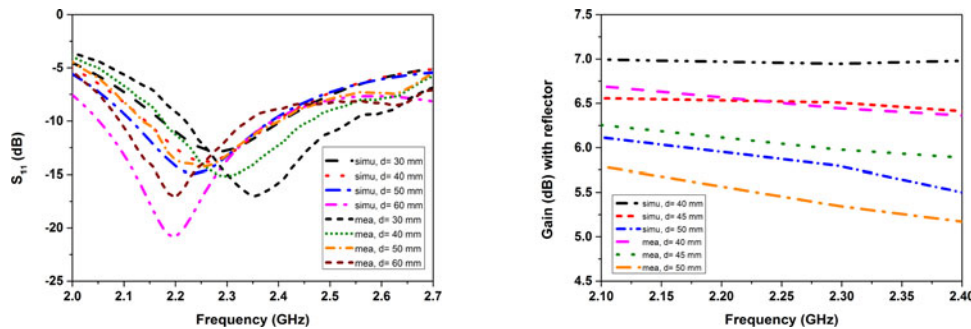 0
-5
-10
-15
-20
-25
S11 (dB)
2.0 2.1 2.2 2.3 2.4 2.5 2.6 2.7
Frequency (GHz)
simu, d= 30 mm
simu, d= 40 mm
simu, d= 50 mm
simu, d= 60 mm
mea, d= 30 mm
mea, d= 40 mm
mea, d= 50 mm
mea, d= 60 mm
7.5
7.0
6.5
6.0
5.5
5.0
4.5
Gain (dB) with reflector
2.10 2.15 2.20 2.25 2.30 2.35 2.40
Frequency (GHz)
simu, d= 40 mm
simu, d= 45 mm
simu, d= 50 mm
mea, d= 40 mm
mea, d= 45 mm
mea, d= 50 mm